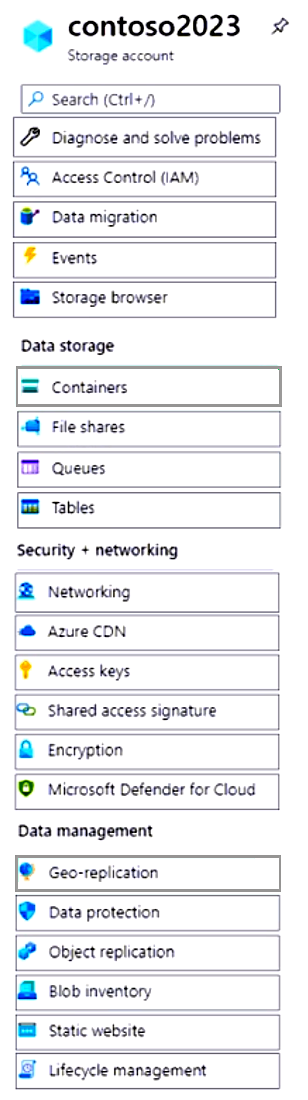 contoso2023
Storage account
Search (Ctrl+/)
Diagnose and solve problems
Access Control (IAM)
Data migration
Events
Storage browser
Data storage
Containers
File shares
Queues
Tables
Security + networking
Networking
Azure CDN
Access keys
Shared access signature
Encryption
Microsoft Defender for Cloud
Data management
Geo-replication
Data protection
Object replication
Blob inventory
Static website
Lifecycle management